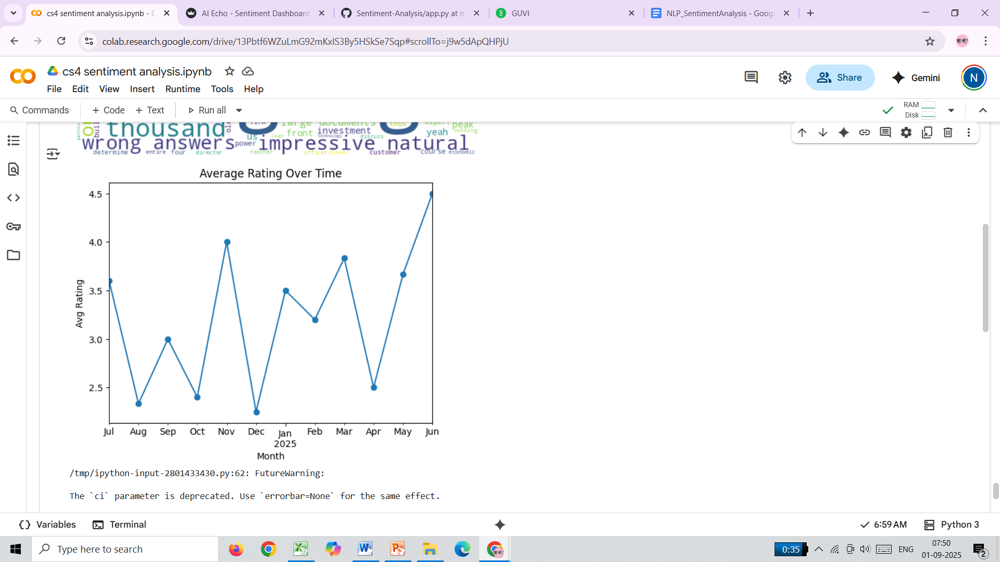 cs4 sentiment analysis.ipynb - C
AI Echo - Sentiment Dashboard
Sentiment-Analysis/app.py at m
GUVI
NLP_SentimentAnalysis - Googl
colab.research.google.com/drive/13Pbtf6WZuLmG92mKxIS3By5HSkSe7Sqp#scrollTo=j9w5dApQHPjU
cs4 sentiment analysis.ipynb
File Edit View Insert Runtime Tools Help
Share
Gemini
N
Commands + Code + Text Run all
RAM
Disk
thousand
large documents
thus
expert
peak
us
front
investment
yeah
nothing
technology
discuss
wrong answers
power
impressive natural
determine
entire
four
director
teacher
officer
dinner
customer
course
economic
Average Rating Over Time
4.5
4.0
3.5
3.0
2.5
Avg Rating
Jul Aug Sep Oct Nov Dec Jan Feb Mar Apr May Jun
2025
Month
/tmp/ipython-input-2801433430.py:62: FutureWarning:
The `ci` parameter is deprecated. Use `errorbar=None` for the same effect.
{} Variables Terminal
6:59 AM Python 3
Type here to search
0:35
ENG
07:50
01-09-2025
2